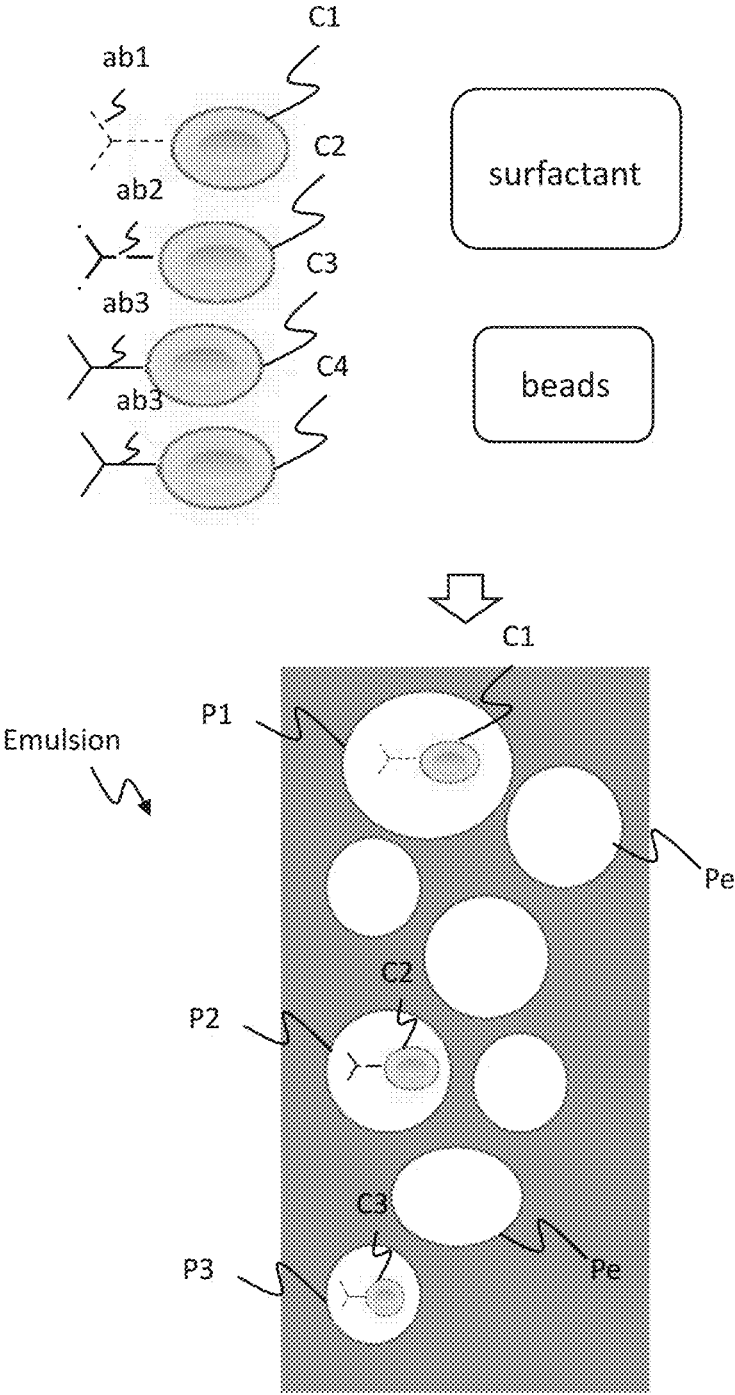 C1
ab1
C2
surfactant
ab2
C3
ab3
C4
beads
ab3
C1
P1
Emulsion
Pe
C2
P2
C3
P3
Pe